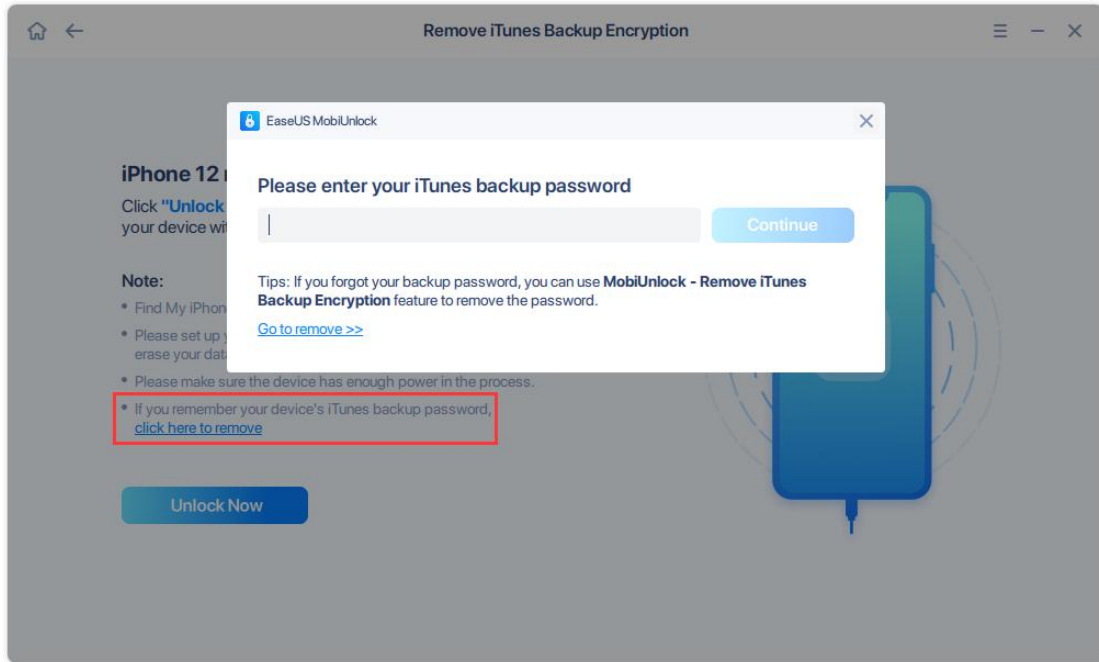 Remove iTunes Backup Encryption
EaseUS MobiUnlock
Please enter your iTunes backup password
Continue
Tips: If you forgot your backup password, you can use MobiUnlock - Remove iTunes
Backup Encryption feature to remove the password.
Go to remove >>
iPhone 12
Click "Unlock
your device
Note:
• Find My
• Please set up
erase your
• Please make sure the device has enough power in the process.
• If you remember your device's iTunes backup password,
click here to remove
Unlock Now